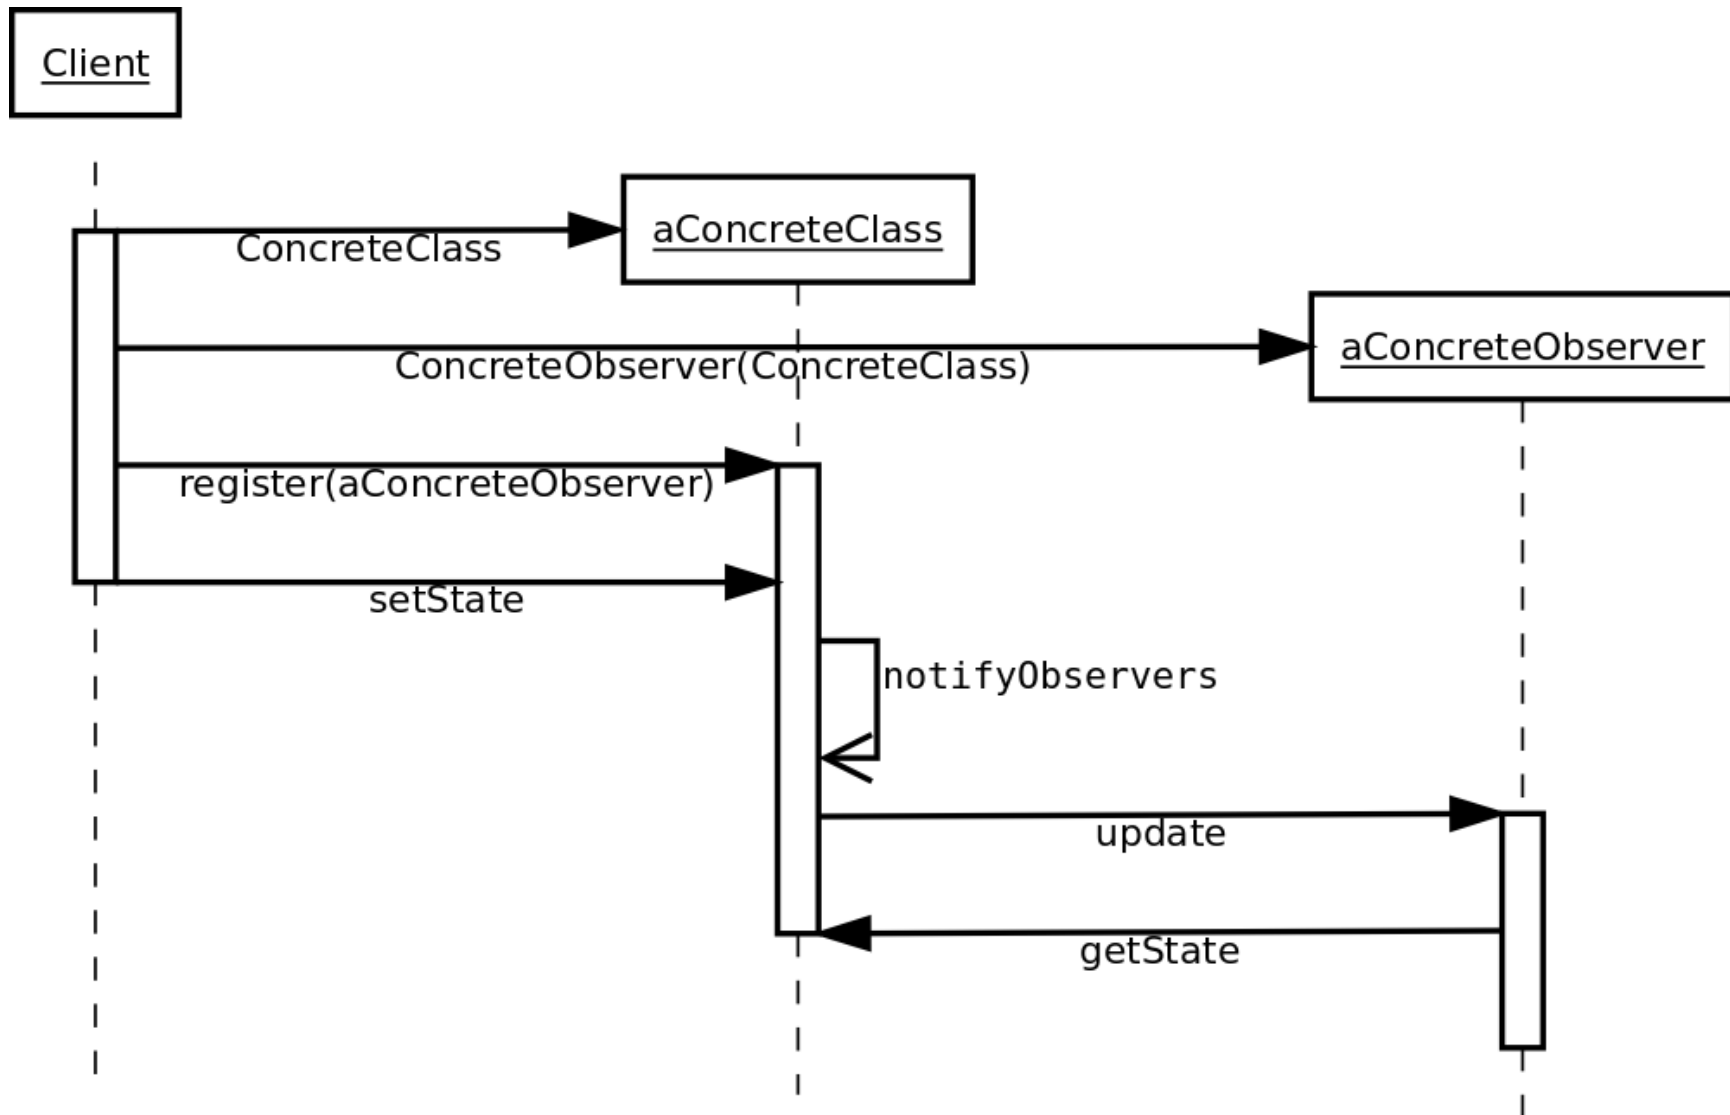 Client
aConcreteClass
ConcreteClass
aConcreteObserver
ConcreteObserver(ConcreteClass)
register(aConcreteObserver)
setState
notifyObservers
update
getState